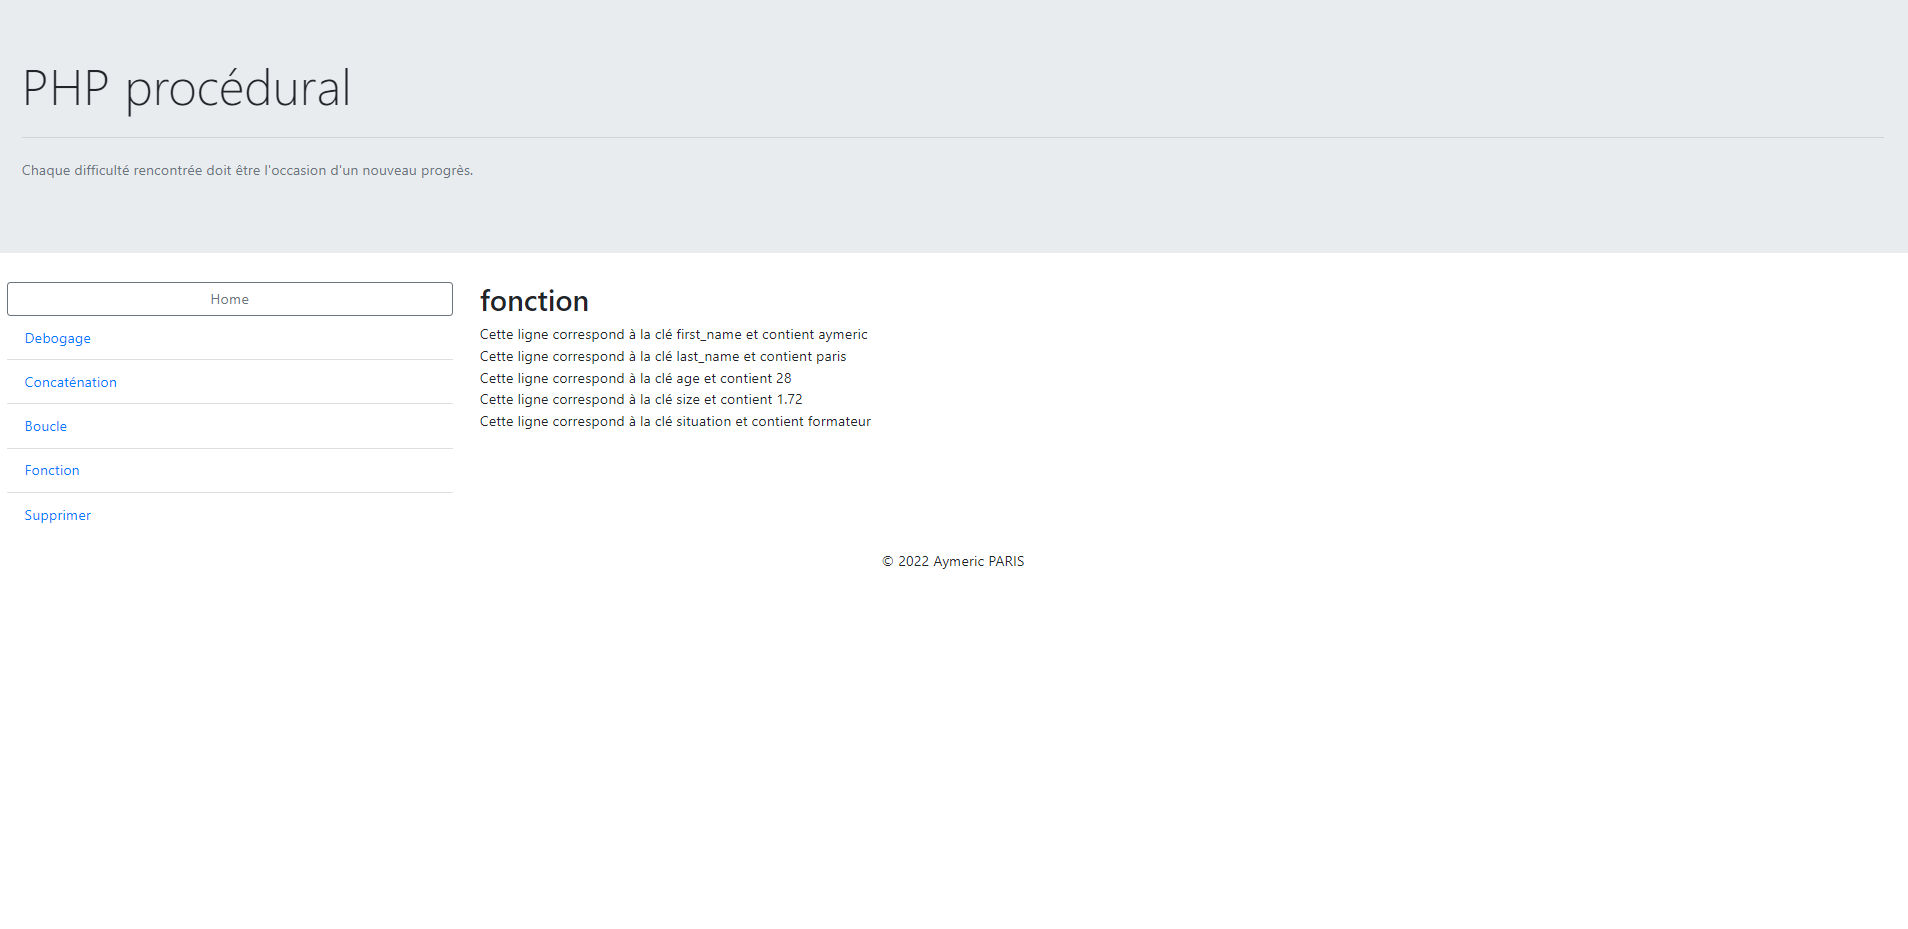 PHP procédural
Chaque difficulté rencontrée doit être l'occasion d'un nouveau progrès.
Home
Debogage
Concaténation
Boucle
Fonction
Supprimer
fonction
Cette ligne correspond à la clé first_name et contient aymeric
Cette ligne correspond à la clé last_name et contient paris
Cette ligne correspond à la clé age et contient 28
Cette ligne correspond à la clé size et contient 1.72
Cette ligne correspond à la clé situation et contient formateur
© 2022 Aymeric PARIS